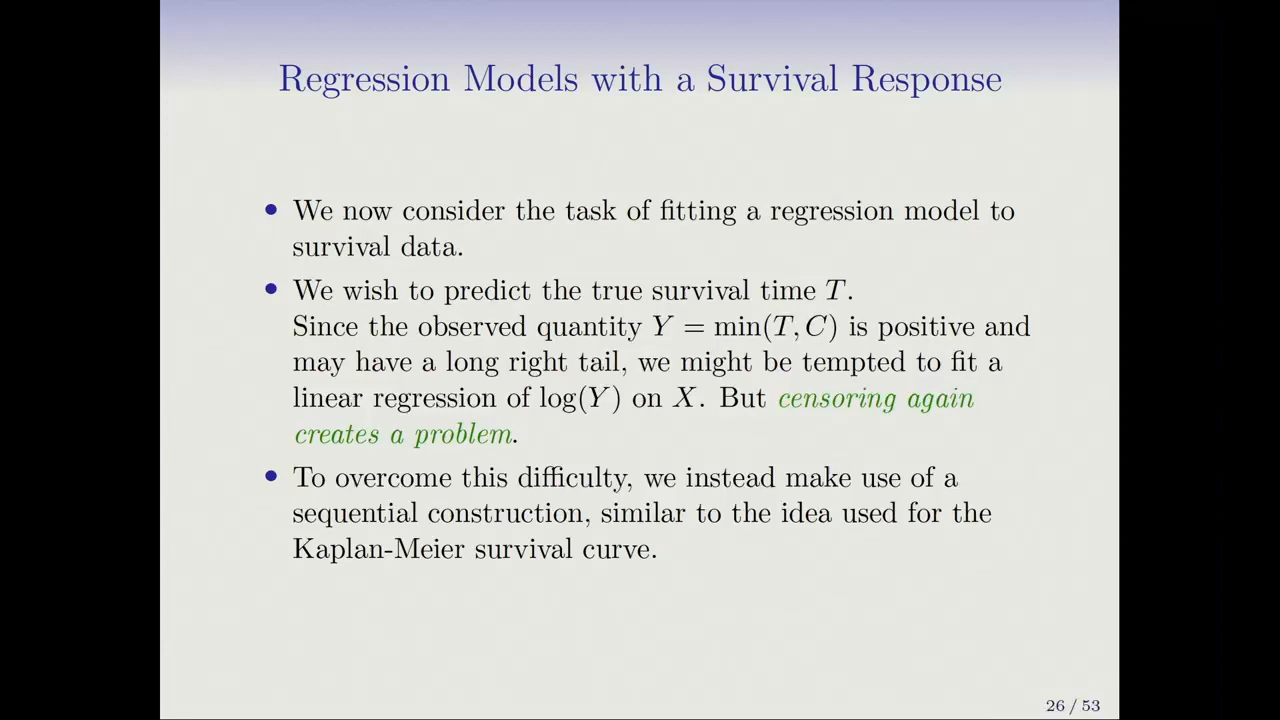 Regression Models with a Survival Response
• We now consider the task of fitting a regression model to
survival data.
• We wish to predict the true survival time T.
Since the observed quantity Y = min(T, C) is positive and
may have a long right tail, we might be tempted to fit a
linear regression of log(Y) on X. But censoring again
creates a problem.
• To overcome this difficulty, we instead make use of a
sequential construction, similar to the idea used for the
Kaplan-Meier survival curve.
26 / 53